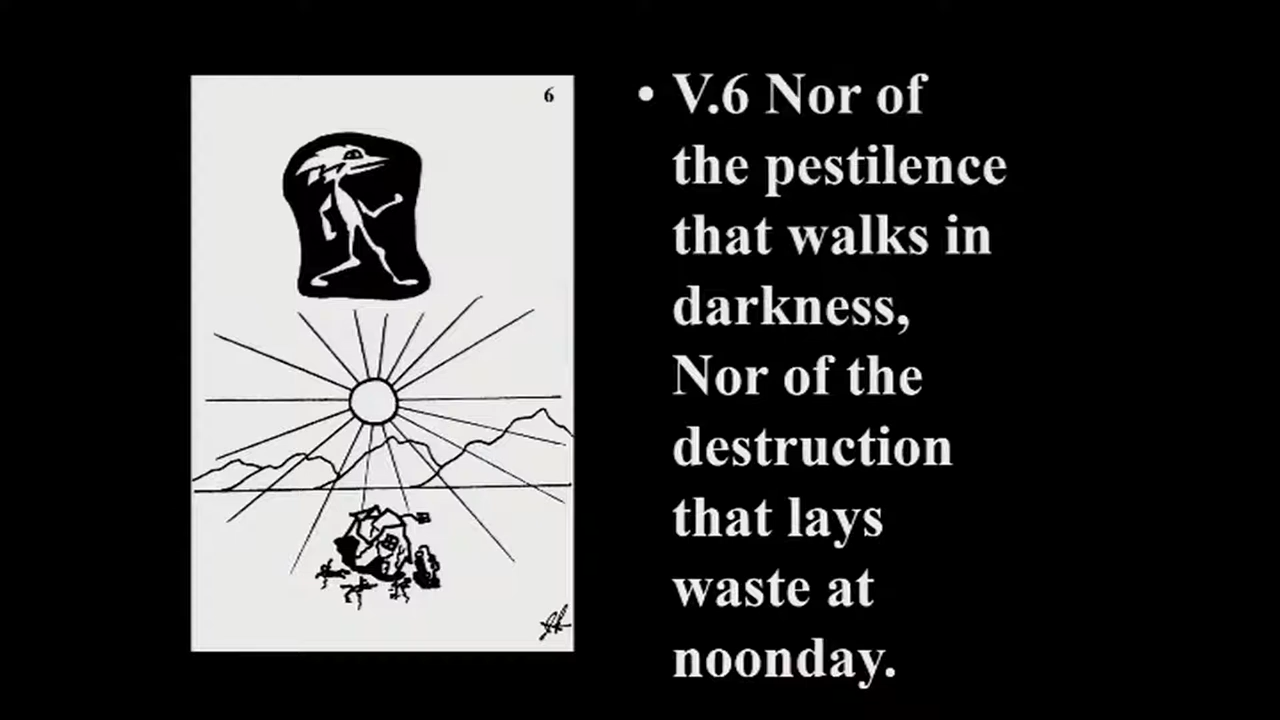 6
• V.6 Nor of
the pestilence
that walks in
darkness,
Nor of the
destruction
that lays
waste at
noonday.